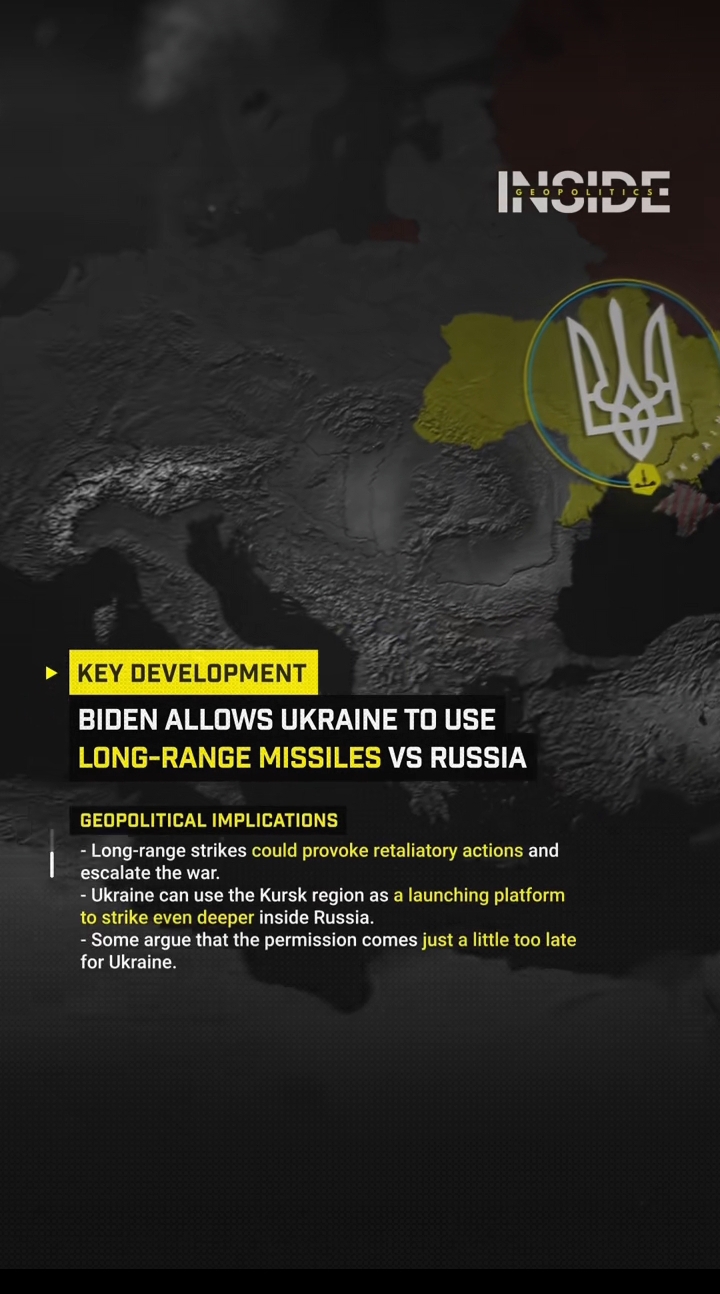 INSIDE
GEOPOLITICS
KEY DEVELOPMENT
BIDEN ALLOWS UKRAINE TO USE
LONG-RANGE MISSILES VS RUSSIA
GEOPOLITICAL IMPLICATIONS
- Long-range strikes could provoke retaliatory actions and
escalate the war.
- Ukraine can use the Kursk region as a launching platform
to strike even deeper inside Russia.
- Some argue that the permission comes just a little too late
for Ukraine.